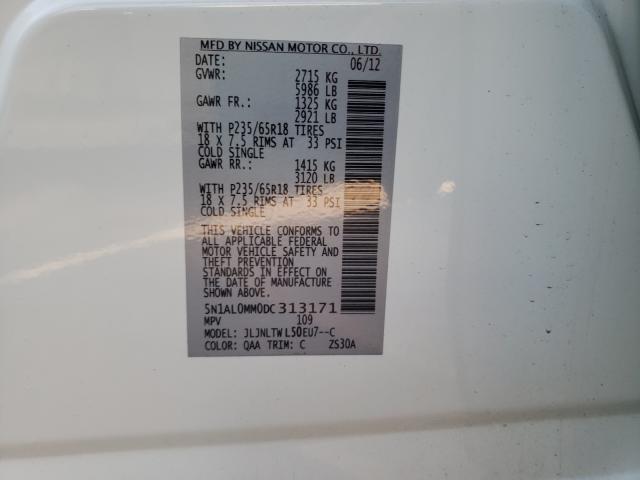 MFD BY NISSAN MOTOR CO., LTD.
DATE: 06/12
GVWR: 2715 KG
5986 LB
GAWR FR.: 1325 KG
2921 LB
WITH P235/65R18 TIRES
18 X 7.5 RIMS AT 33 PSI
COLD SINGLE
GAWR RR.: 1415 KG
3120 LB
WITH P235/65R18 TIRES
18 X 7.5 RIMS AT 33 PSI
COLD SINGLE
THIS VEHICLE CONFORMS TO
ALL APPLICABLE FEDERAL
MOTOR VEHICLE SAFETY
AND THEFT PREVENTION
STANDARDS IN EFFECT ON
THE DATE OF MANUFACTURE
SHOWN ABOVE.
5N1AL0MM0DC313171
MPV 109
MODEL: JLJNLTWL50EU7--C
COLOR: QAA TRIM: C ZS30A